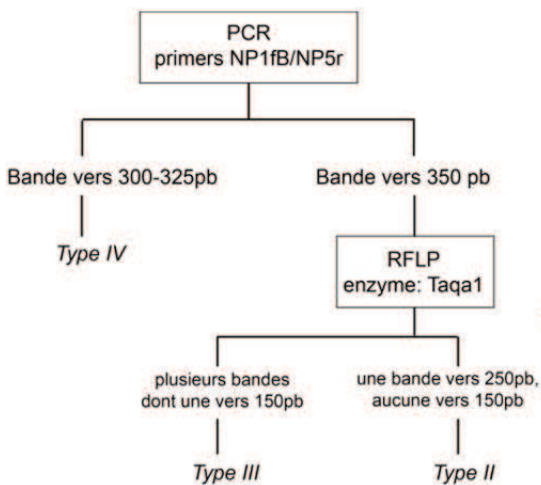 PCR
primers NP1fB/NP5r
Bande vers 300-325pb
Bande vers 350 pb
Type IV
RFLP
enzyme: Taqa1
plusieurs bandes
dont une vers 150pb
une bande vers 250pb,
aucune vers 150pb
Type III
Type II